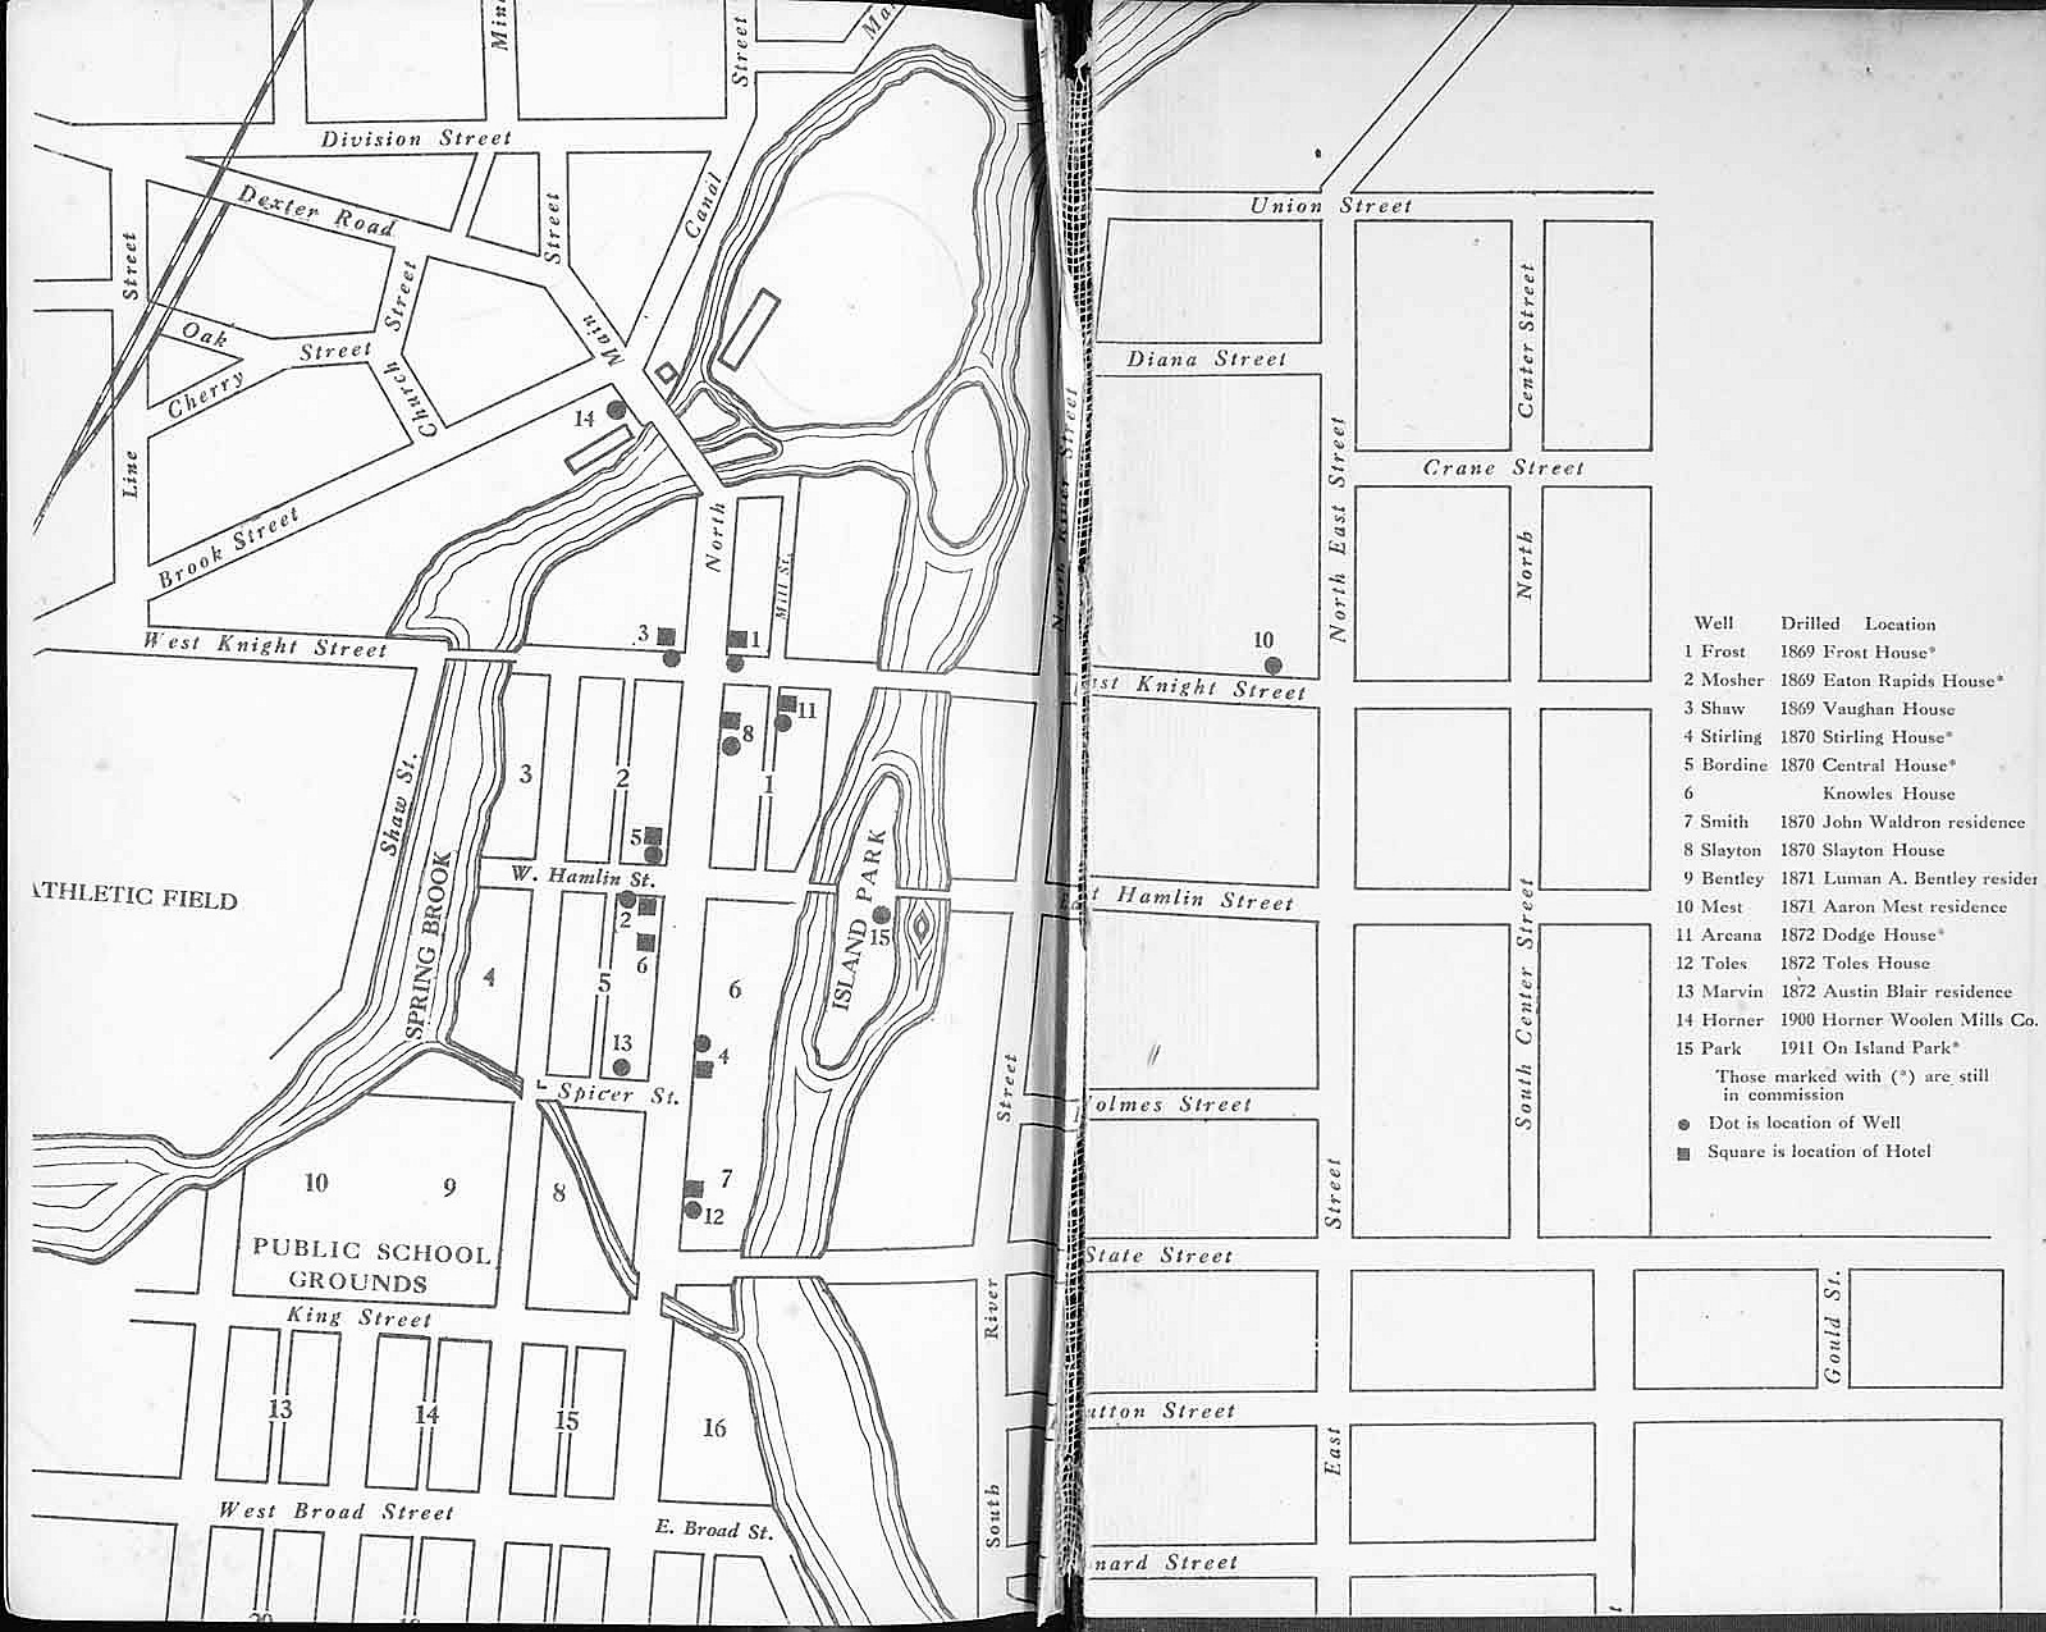 Division Street
Dexter Road
Street
Street
Canal
Street
Oak
Street
Cherry
Church Street
Main
14
Line
Brook Street
North
Mill St.
West Knight Street
3
1
11
8
Shaw St.
3
2
1
5
SPRING BROOK
W. Hamlin St.
ATHLETIC FIELD
2
6
4
5
6
ISLAND PARK
15
13
4
Spicer St.
10
9
8
7
12
PUBLIC SCHOOL
GROUNDS
King Street
13
14
15
16
West Broad Street
E. Broad St.
Street
River
South
Union Street
Diana Street
Center Street
Crane Street
North East Street
North
10
East Knight Street
East Hamlin Street
South Center Street
Holmes Street
Street
State Street
Gould St.
utton Street
East
nard Street
Well Drilled Location
1 Frost 1869 Frost House*
2 Mosher 1869 Eaton Rapids House*
3 Shaw 1869 Vaughan House
4 Stirling 1870 Stirling House*
5 Bordine 1870 Central House*
6 Knowles House
7 Smith 1870 John Waldron residence
8 Slayton 1870 Slayton House
9 Bentley 1871 Luman A. Bentley resider
10 Mest 1871 Aaron Mest residence
11 Arcana 1872 Dodge House*
12 Toles 1872 Toles House
13 Marvin 1872 Austin Blair residence
14 Horner 1900 Horner Woolen Mills Co.
15 Park 1911 On Island Park*
Those marked with (*) are still
in commission
Dot is location of Well
Square is location of Hotel